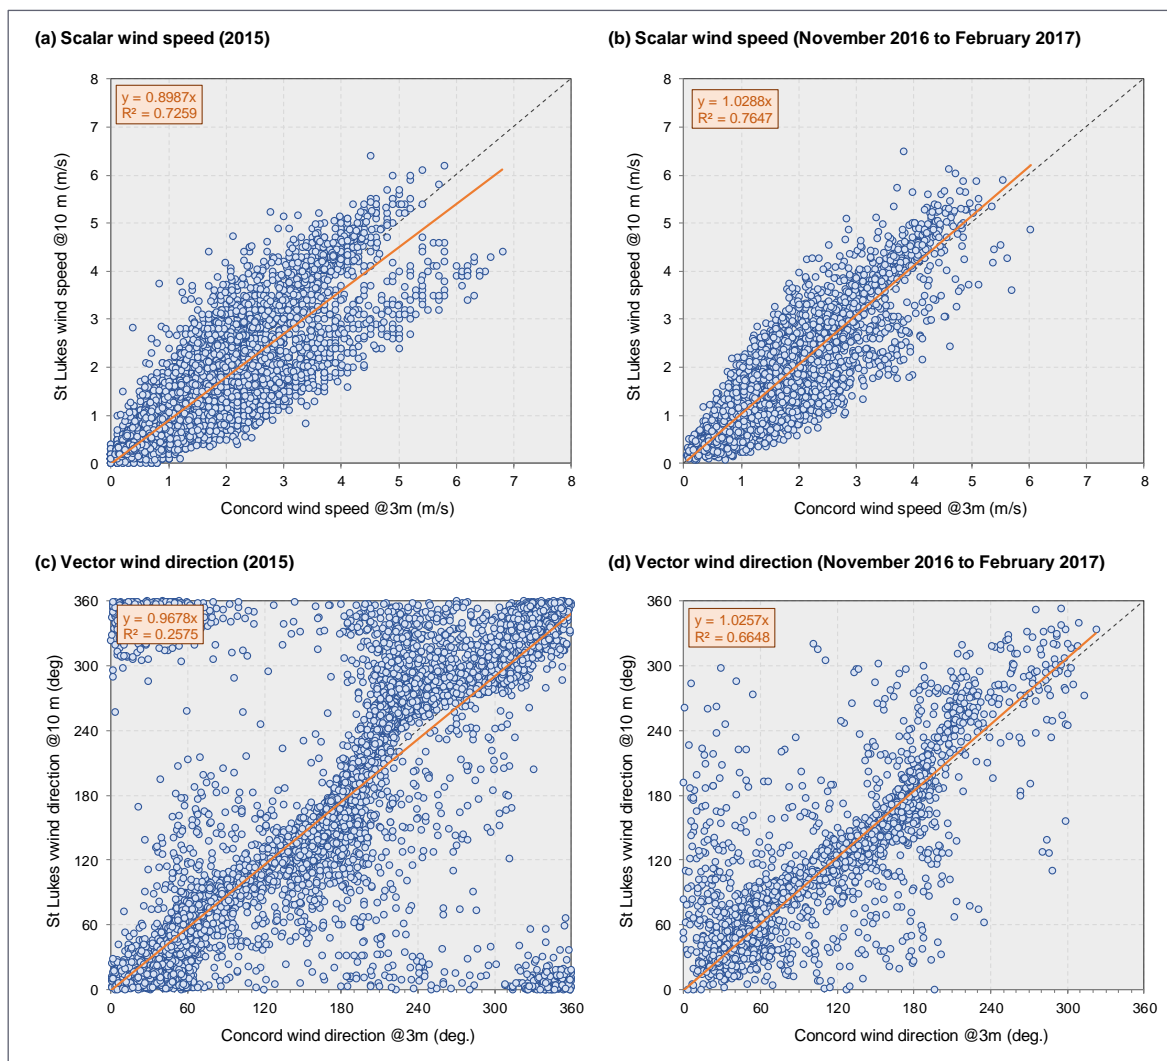 (a) Scalar wind speed (2015)
y = 0.8987x
R² = 0.7259
St Lukes wind speed @10 m (m/s)
8
7
6
5
4
3
2
1
0
0 1 2 3 4 5 6 7 8
Concord wind speed @3m (m/s)
(b) Scalar wind speed (November 2016 to February 2017)
y = 1.0288x
R² = 0.7647
St Lukes wind speed @10 m (m/s)
8
7
6
5
4
3
2
1
0
0 1 2 3 4 5 6 7 8
Concord wind speed @3m (m/s)
(c) Vector wind direction (2015)
y = 0.9678x
R² = 0.2575
St Lukes vwind direction @10 m (deg)
360
300
240
180
120
60
0
0 60 120 180 240 300 360
Concord wind direction @3m (deg.)
(d) Vector wind direction (November 2016 to February 2017)
y = 1.0257x
R² = 0.6648
St Lukes vwind direction @10 m (deg)
360
300
240
180
120
60
0
0 60 120 180 240 300 360
Concord wind direction @3m (deg.)